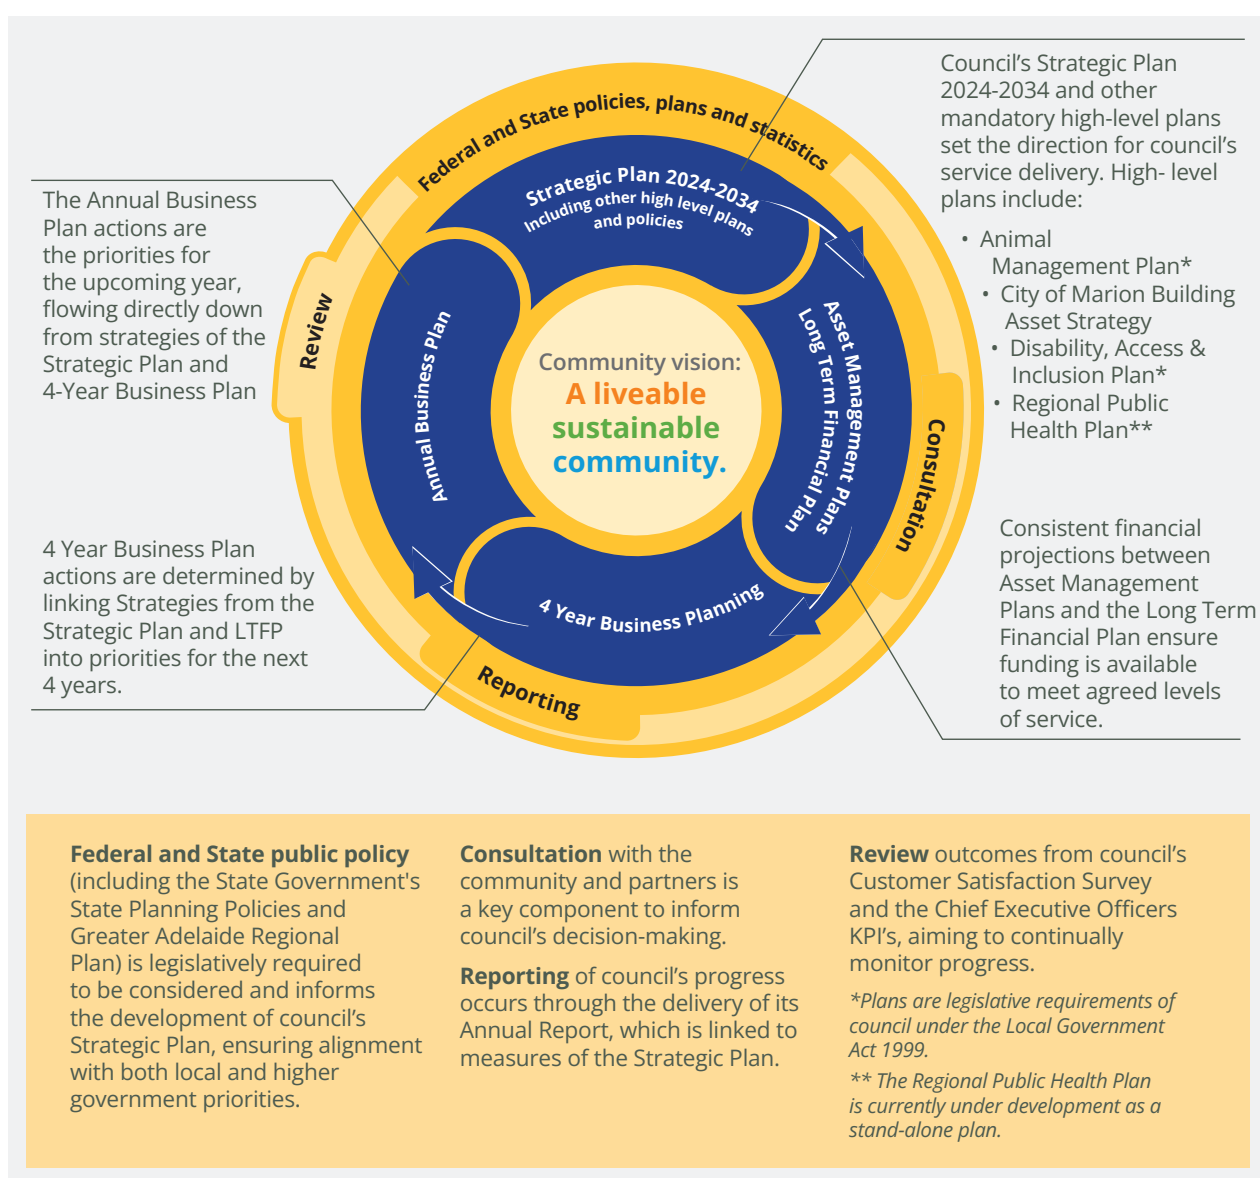 Federal and State policies, plans and statistics
Strategic Plan 2024-2034
Including other high level plans
and policies
Council's Strategic Plan
2024-2034 and other
mandatory high-level plans
set the direction for council's
service delivery. High- level
plans include:
• Animal
Management Plan*
• City of Marion Building
Asset Strategy
• Disability, Access &
Inclusion Plan*
• Regional Public
Health Plan**
The Annual Business
Plan actions are
the priorities for
the upcoming year,
flowing directly down
from strategies of the
Strategic Plan and
4-Year Business Plan
Review
Annual Business Plan
Community vision:
A liveable
sustainable
community.
Asset Management Plans
Long Term Financial Plan
Consultation
4 Year Business Plan
actions are determined by
linking Strategies from the
Strategic Plan and LTFP
into priorities for the next
4 years.
4 Year Business Planning
Reporting
Consistent financial
projections between
Asset Management
Plans and the Long Term
Financial Plan ensure
funding is available
to meet agreed levels
of service.
Federal and State public policy
(including the State Government's
State Planning Policies and
Greater Adelaide Regional
Plan) is legislatively required
to be considered and informs
the development of council's
Strategic Plan, ensuring alignment
with both local and higher
government priorities.
Consultation with the
community and partners is
a key component to inform
council's decision-making.
Reporting of council's progress
occurs through the delivery of its
Annual Report, which is linked to
measures of the Strategic Plan.
Review outcomes from council's
Customer Satisfaction Survey
and the Chief Executive Officers
KPI's, aiming to continually
monitor progress.
*Plans are legislative requirements of
council under the Local Government
Act 1999.
** The Regional Public Health Plan
is currently under development as a
stand-alone plan.